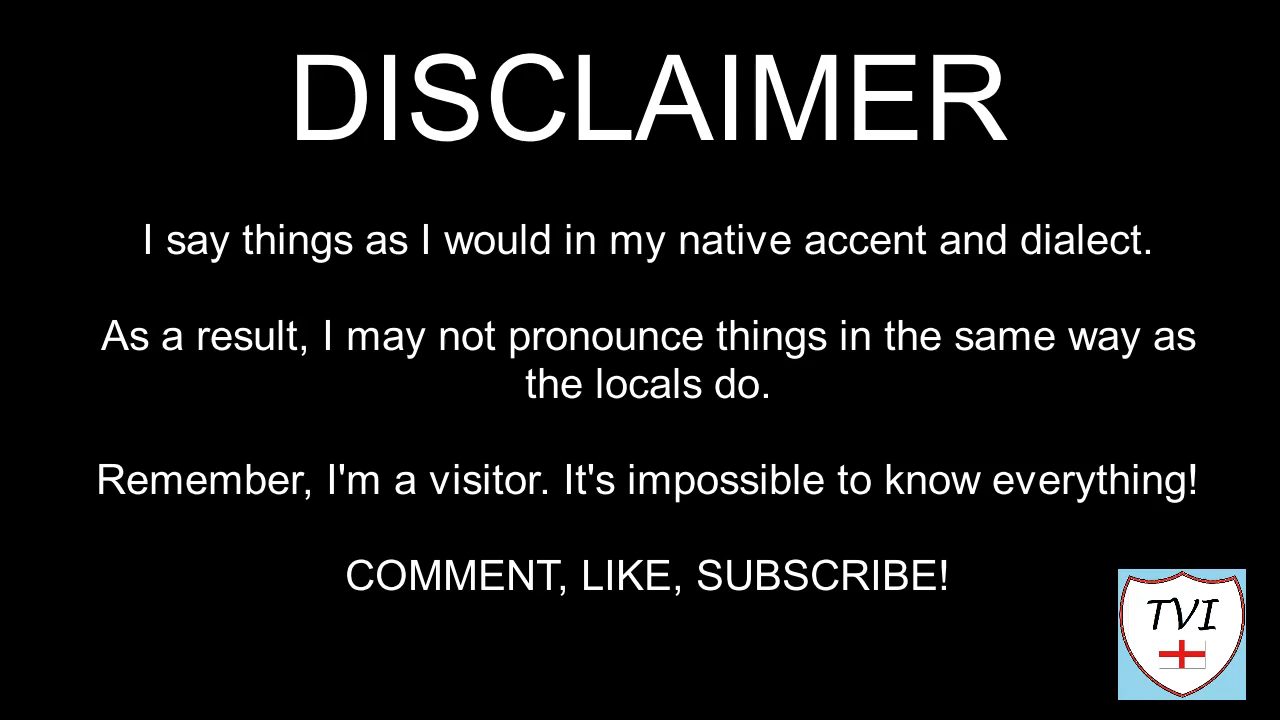 DISCLAIMER
I say things as I would in my native accent and dialect.
As a result, I may not pronounce things in the same way as
the locals do.
Remember, I'm a visitor. It's impossible to know everything!
COMMENT, LIKE, SUBSCRIBE!
TVI